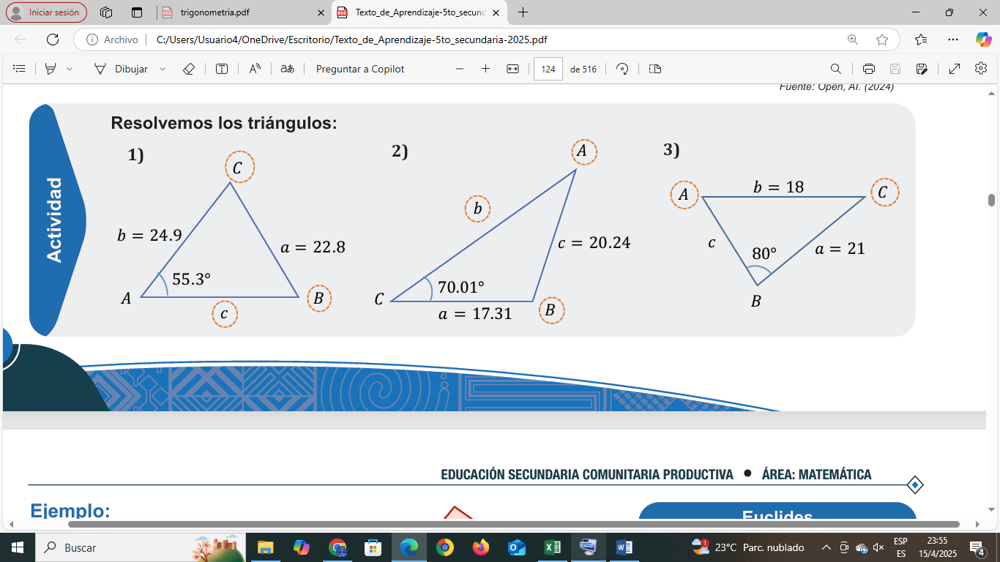 Iniciar sesión
trigonometria.pdf
Texto_de_Aprendizaje-5to_secund
Archivo
C:/Users/Usuario4/OneDrive/Escritorio/Texto_de_Aprendizaje-5to_secundaria-2025.pdf
Dibujar
aあ
Preguntar a Copilot
124
de 516
Fuente: Open, AI. (2024)
Actividad
Resolvemos los triángulos:
1)
C
b = 24.9
a = 22.8
55.3°
A
B
c
2)
A
b
c = 20.24
70.01°
C
a = 17.31
B
3)
A
b = 18
C
c
80°
a = 21
B
EDUCACIÓN SECUNDARIA COMUNITARIA PRODUCTIVA • ÁREA: MATEMÁTICA
Ejemplo:
Euclides
Buscar
23°C Parc. nublado
ESP
ES
23:55
15/4/2025
4